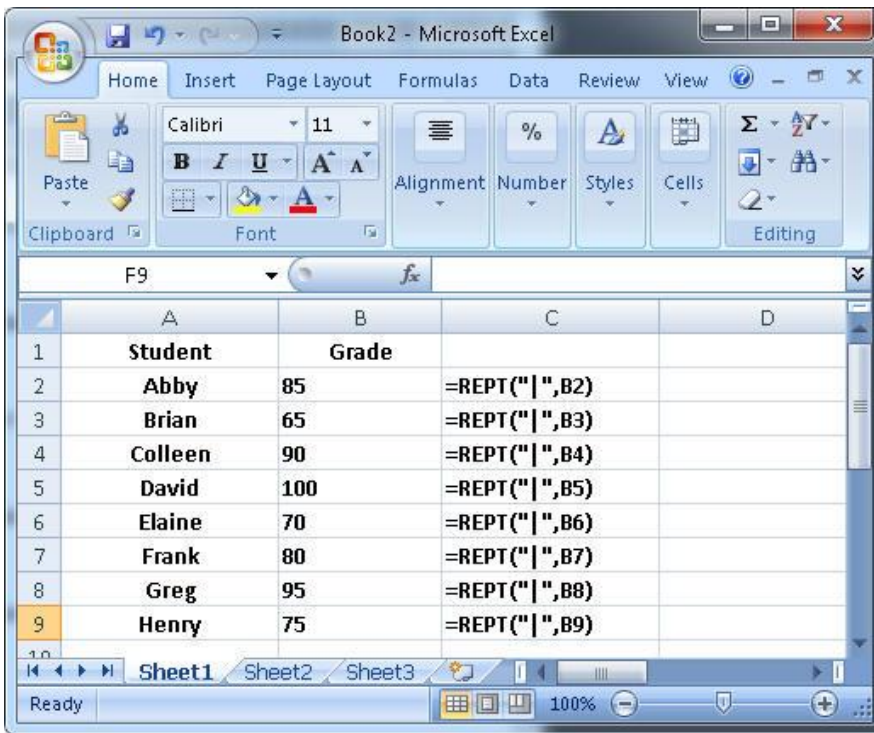 Book2 - Microsoft Excel
Home Insert Page Layout Formulas Data Review View
Calibri 11
B I U A A
Paste
A
%
A
Alignment Number Styles Cells
Σ
Clipboard Font Editing
F9 fx
A B C D
1 Student Grade
2 Abby 85 =REPT("|",B2)
3 Brian 65 =REPT("|",B3)
4 Colleen 90 =REPT("|",B4)
5 David 100 =REPT("|",B5)
6 Elaine 70 =REPT("|",B6)
7 Frank 80 =REPT("|",B7)
8 Greg 95 =REPT("|",B8)
9 Henry 75 =REPT("|",B9)
10
Sheet1 Sheet2 Sheet3
Ready 100%